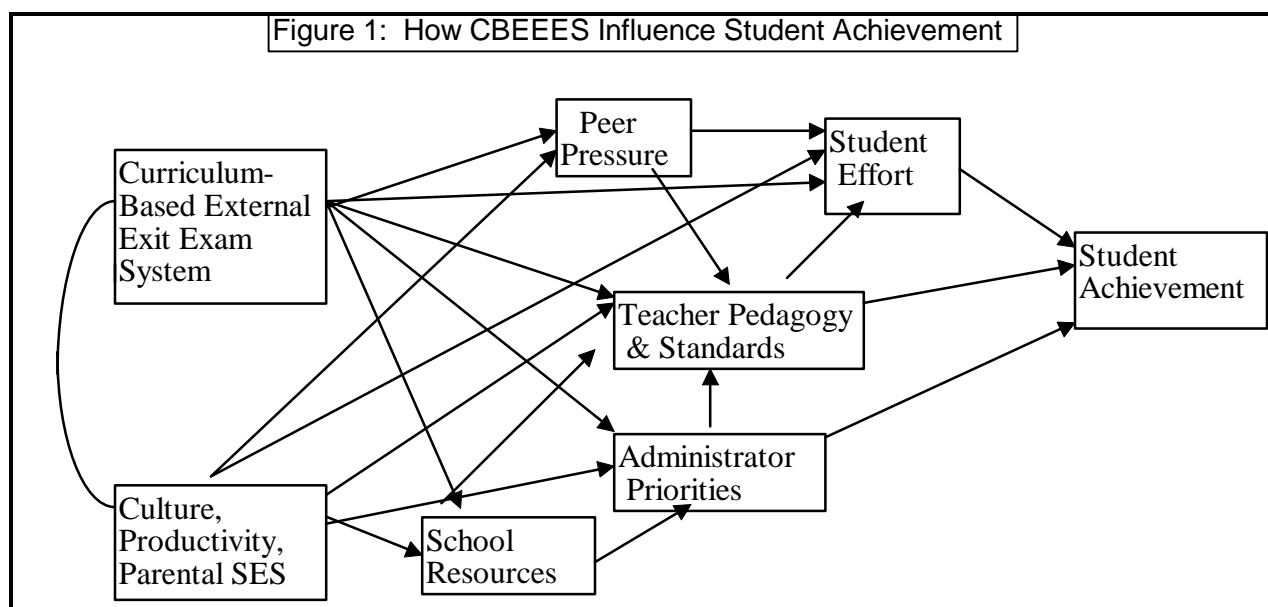 Figure 1: How CBEEES Influence Student Achievement
Peer
Pressure
Student
Effort
Curriculum-
Based External
Exit Exam
System
Student
Achievement
Teacher Pedagogy
& Standards
Administrator
Priorities
Culture,
Productivity,
Parental SES
School
Resources